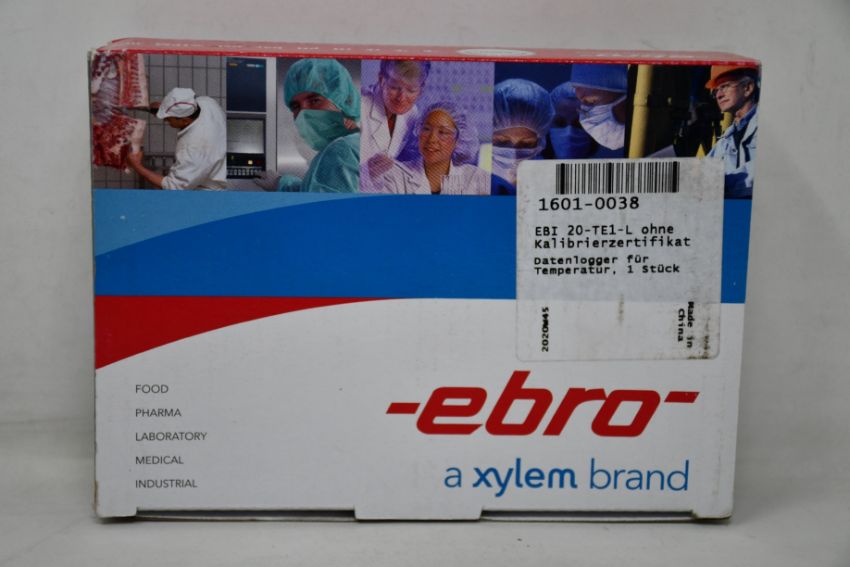 1601-0038
EBI 20-TE1-L ohne
Kalibrierzertifikat
Datenlogger für
Temperatur, 1 Stück
2020W45
Made in
China
FOOD
PHARMA
LABORATORY
MEDICAL
INDUSTRIAL
-ebro-
a xylem brand